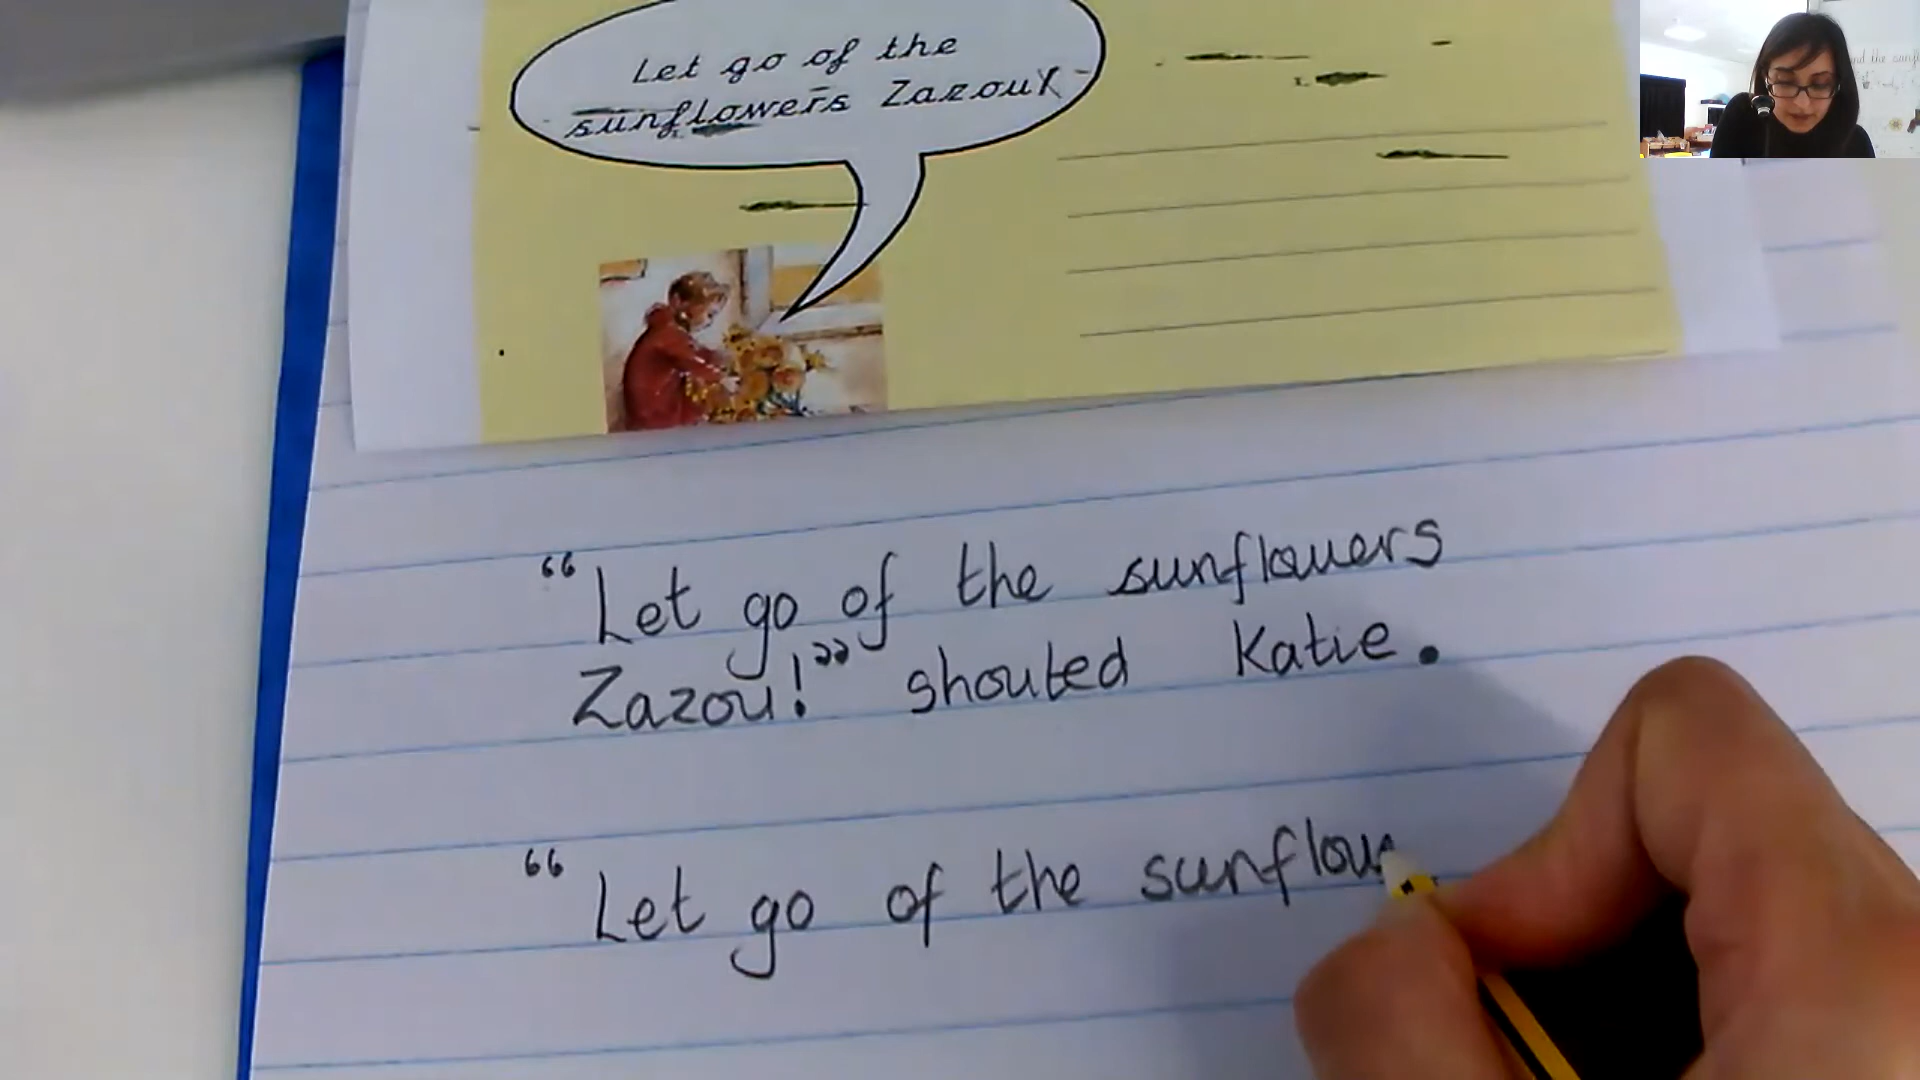 Let go of the
sunflowers Zazou
“Let go of the sunflowers
Zazou!” shouted Katie.
“Let go of the sunflow